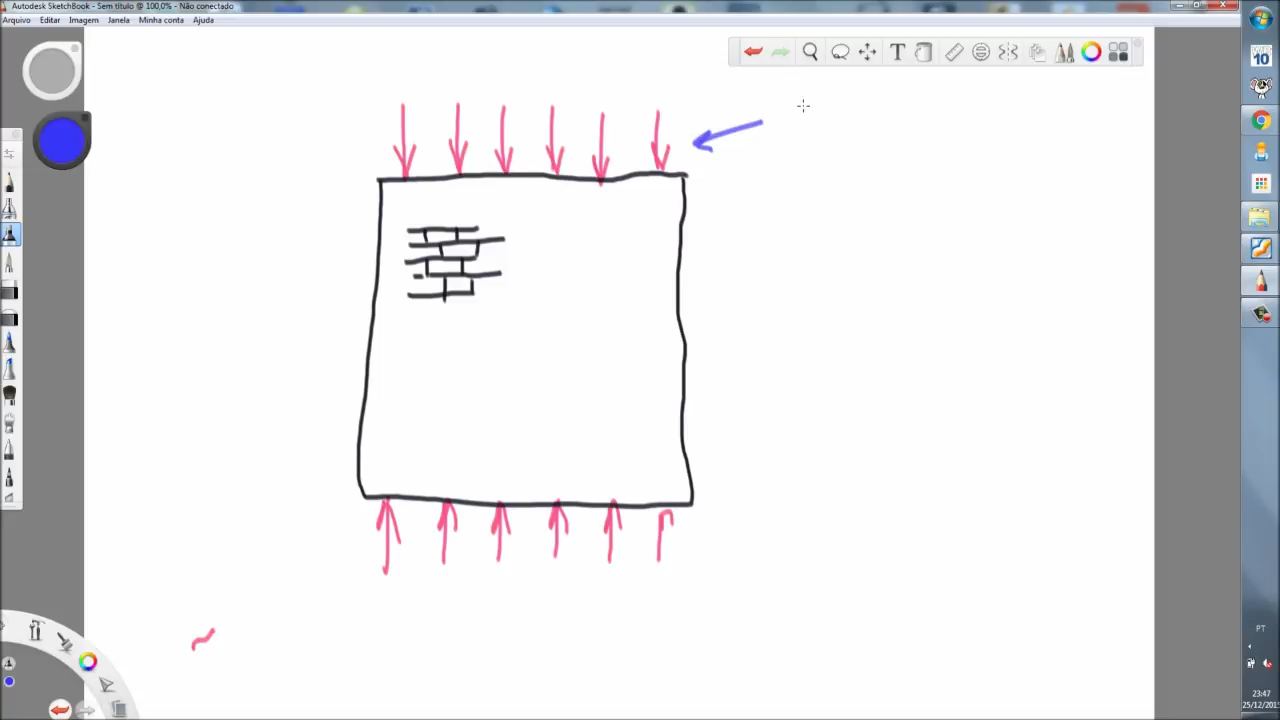 Autodesk SketchBook - Sem título @ 100,0% - Não conectado
Arquivo Editar Imagem Janela Minha conta Ajuda
T
10
PT
23:47